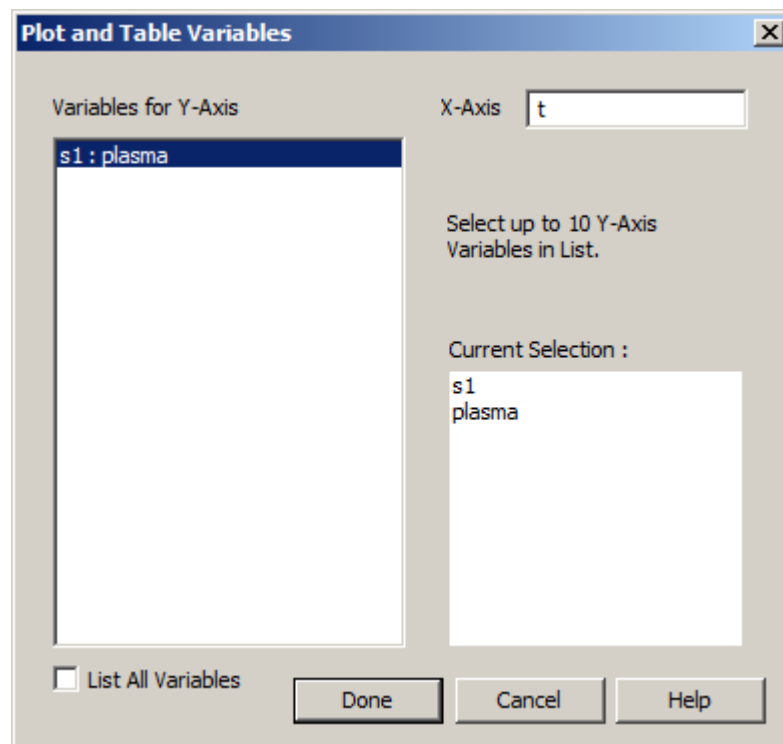 Plot and Table Variables
Variables for Y-Axis
X-Axis
t
s1 : plasma
Select up to 10 Y-Axis
Variables in List.
Current Selection :
s1
plasma
List All Variables
Done
Cancel
Help